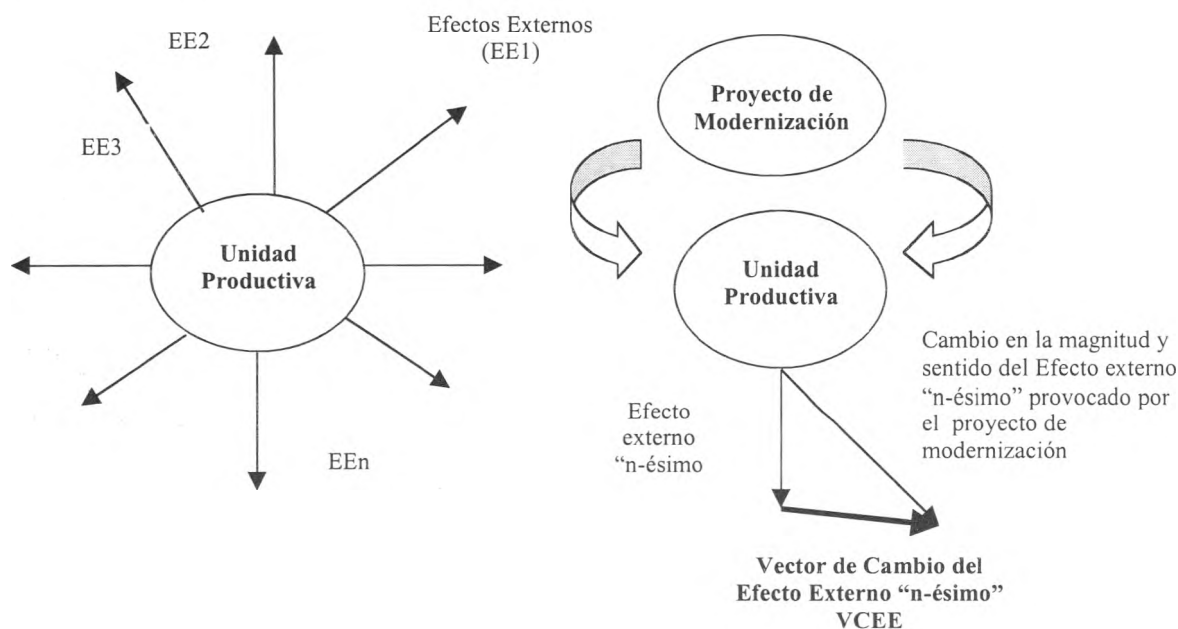 Efectos Externos
(EE1)
EE2
EE3
Unidad
Productiva
EEn
Proyecto de
Modernización
Unidad
Productiva
Efecto
externo
“n-ésimo
Cambio en la magnitud y
sentido del Efecto externo
“n-ésimo” provocado por
el proyecto de
modernización
Vector de Cambio del
Efecto Externo “n-ésimo”
VCEE